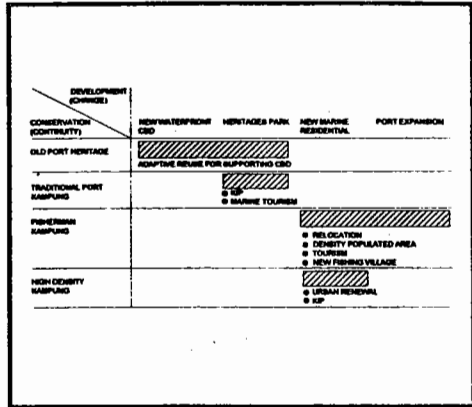 DEVELOPMENT
(CHANGE)
CONSERVATION
(CONTINUITY)
NEW WATERFRONT
CBD
HERITAGES PARK
NEW MARINE
RESIDENTIAL
PORT EXPANSION
OLD PORT HERITAGE
ADAPTIVE REUSE FOR SUPPORTING CBD
TRADITIONAL PORT
KAMPUNG
● KIP
● MARINE TOURISM
FISHERMAN
KAMPUNG
● RELOCATION
● DENSITY POPULATED AREA
● TOURISM
● NEW FISHING VILLAGE
HIGH DENSITY
KAMPUNG
● URBAN RENEWAL
● KIP